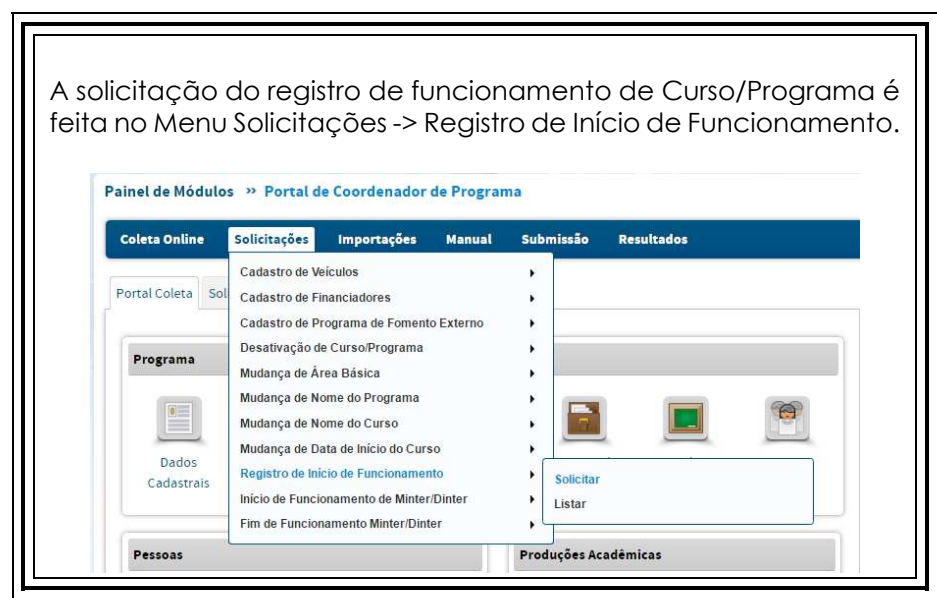 A solicitação do registro de funcionamento de Curso/Programa é
feita no Menu Solicitações -> Registro de Início de Funcionamento.
Painel de Módulos » Portal de Coordenador de Programa
Coleta Online Solicitações Importações Manual Submissão Resultados
Portal Coleta Sol
Cadastro de Veículos
Cadastro de Financiadores
Cadastro de Programa de Fomento Externo
Desativação de Curso/Programa
Mudança de Área Básica
Mudança de Nome do Programa
Mudança de Nome do Curso
Mudança de Data de Início do Curso
Registro de Início de Funcionamento
Início de Funcionamento de Minter/Dinter
Fim de Funcionamento Minter/Dinter
Solicitar
Listar
Programa
Dados
Cadastrais
Pessoas
Produções Acadêmicas